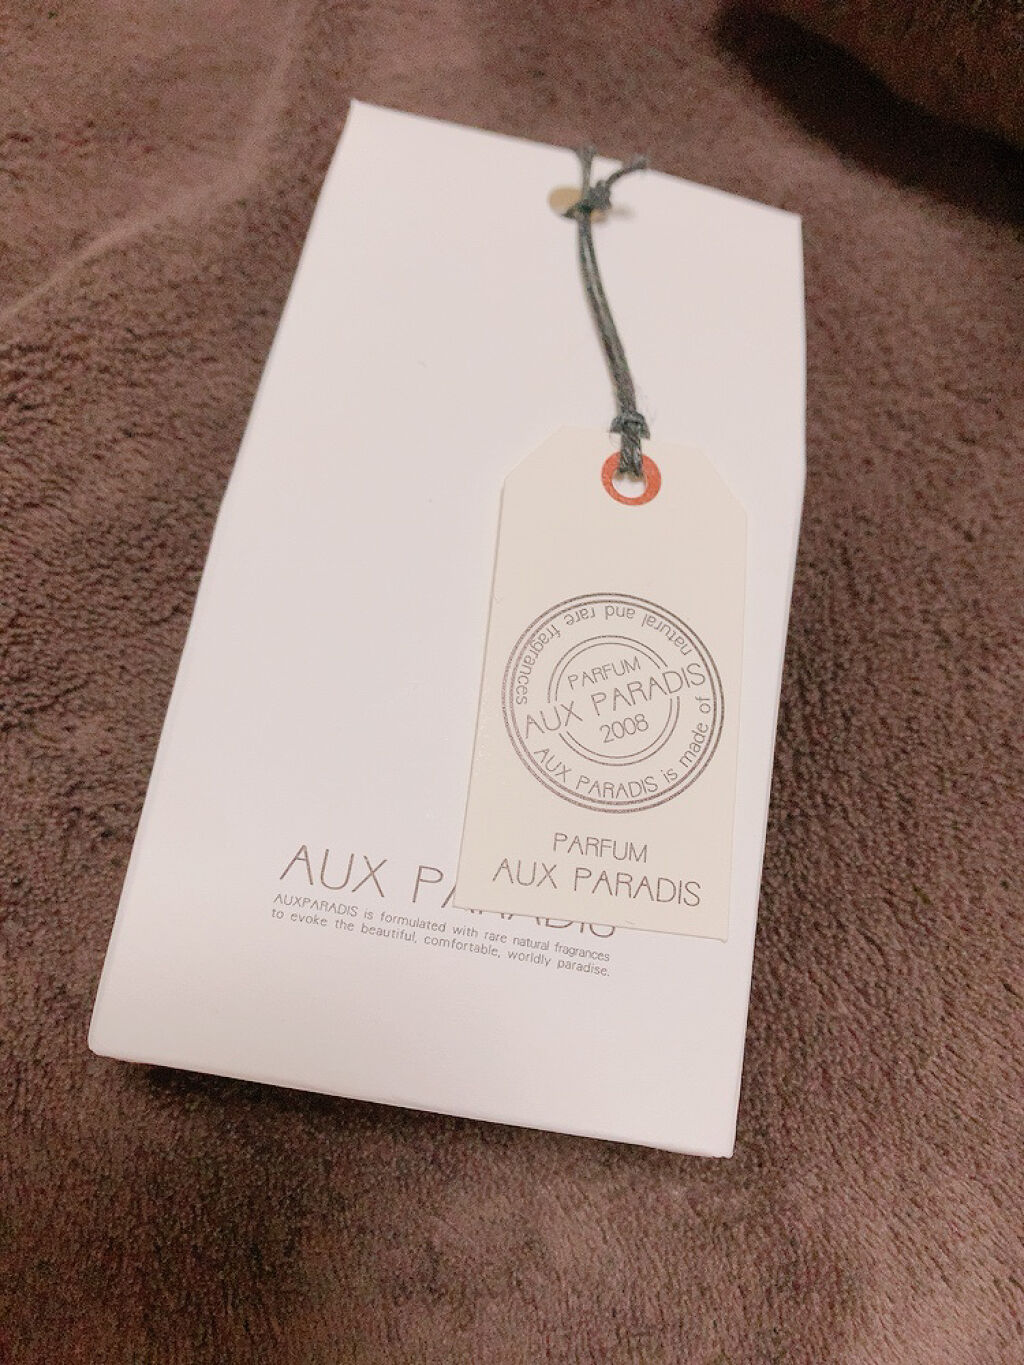 PARFUM
AUX PARADIS
2008
AUX PARADIS is made of natural and rare fragrances
PARFUM
AUX PARADIS
AUX PARADIS
AUXPARADIS is formulated with rare natural fragrances
to evoke the beautiful, comfortable, worldly paradise.